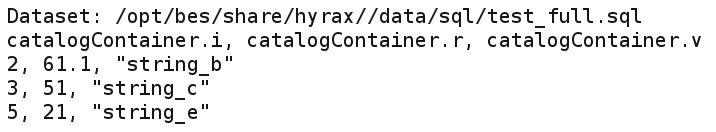 Dataset: /opt/bes/share/hyrax//data/sql/test_full.sql
catalogContainer.i, catalogContainer.r, catalogContainer.v
2, 61.1, "string_b"
3, 51, "string_c"
5, 21, "string_e"